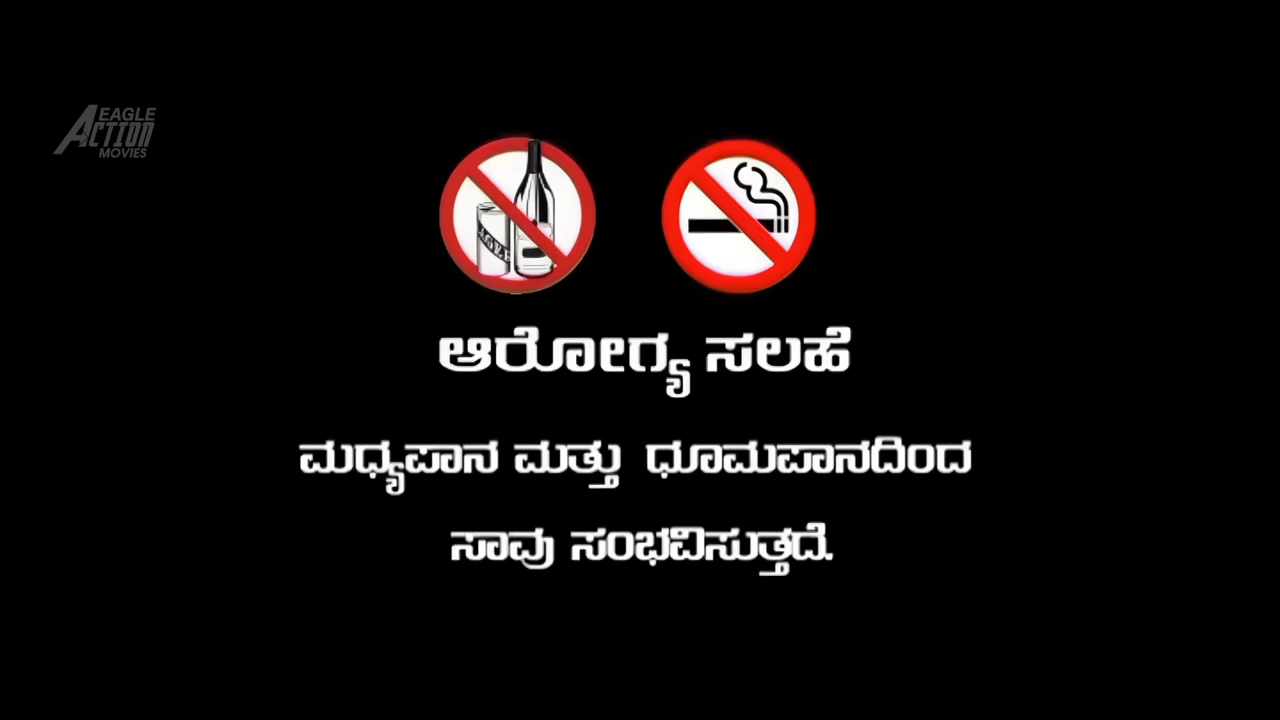 EAGLE
ACTION
MOVIES
ಆರೋಗ್ಯ ಸಲಹೆ
ಮಧ್ಯಪಾನ ಮತ್ತು ಧೂಮಪಾನದಿಂದ
ಸಾವು ಸಂಭವಿಸುತ್ತದೆ.